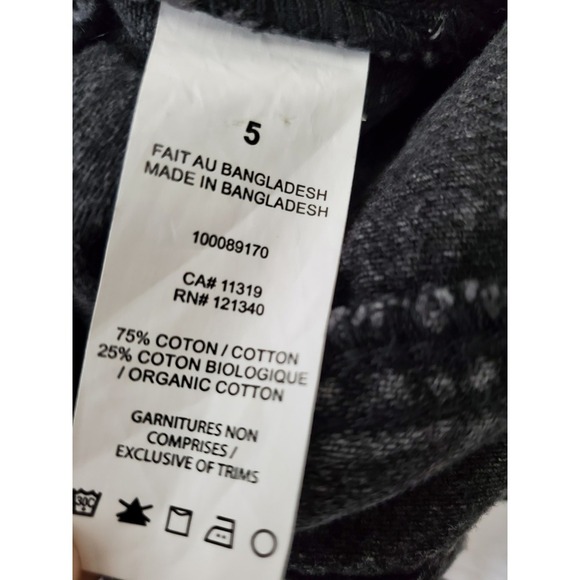 5
FAIT AU BANGLADESH
MADE IN BANGLADESH
100089170
CA# 11319
RN# 121340
75% COTON / COTTON
25% COTON BIOLOGIQUE
/ ORGANIC COTTON
GARNITURES NON
COMPRISES /
EXCLUSIVE OF TRIMS
30C